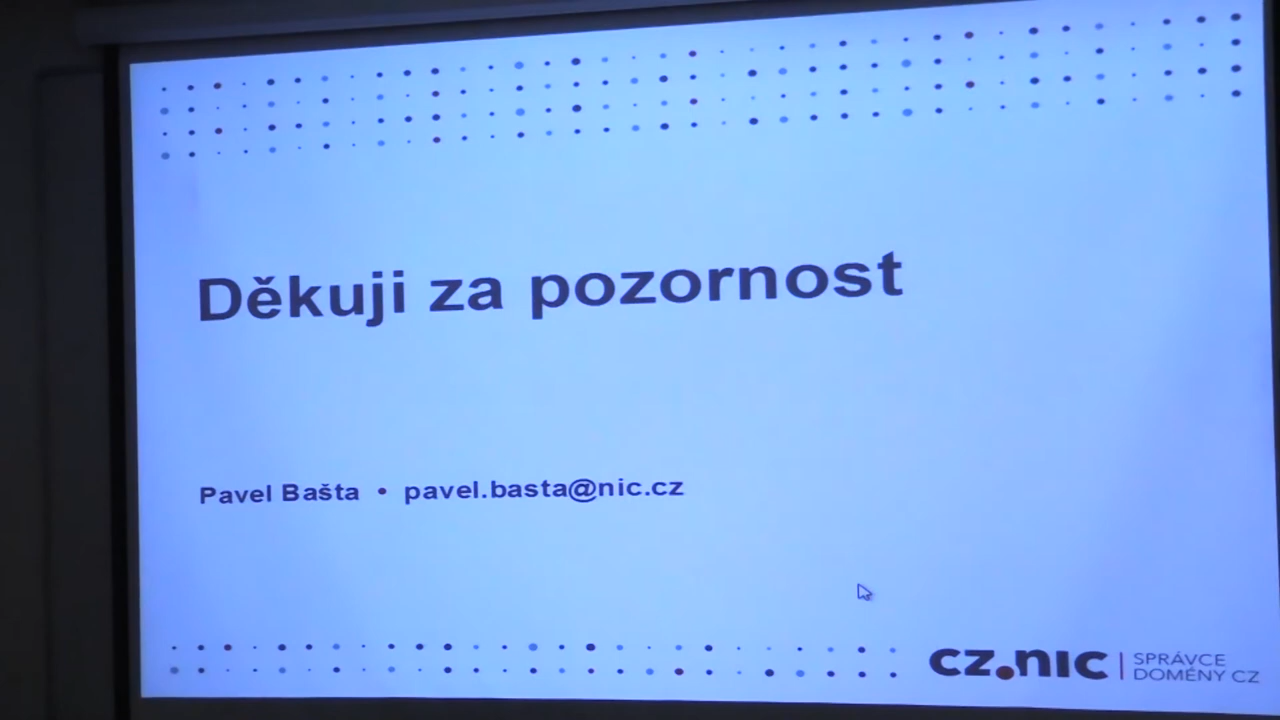 Děkuji za pozornost
Pavel Bašta • pavel.basta@nic.cz
cz.nic | SPRÁVCE
DOMÉNY CZ